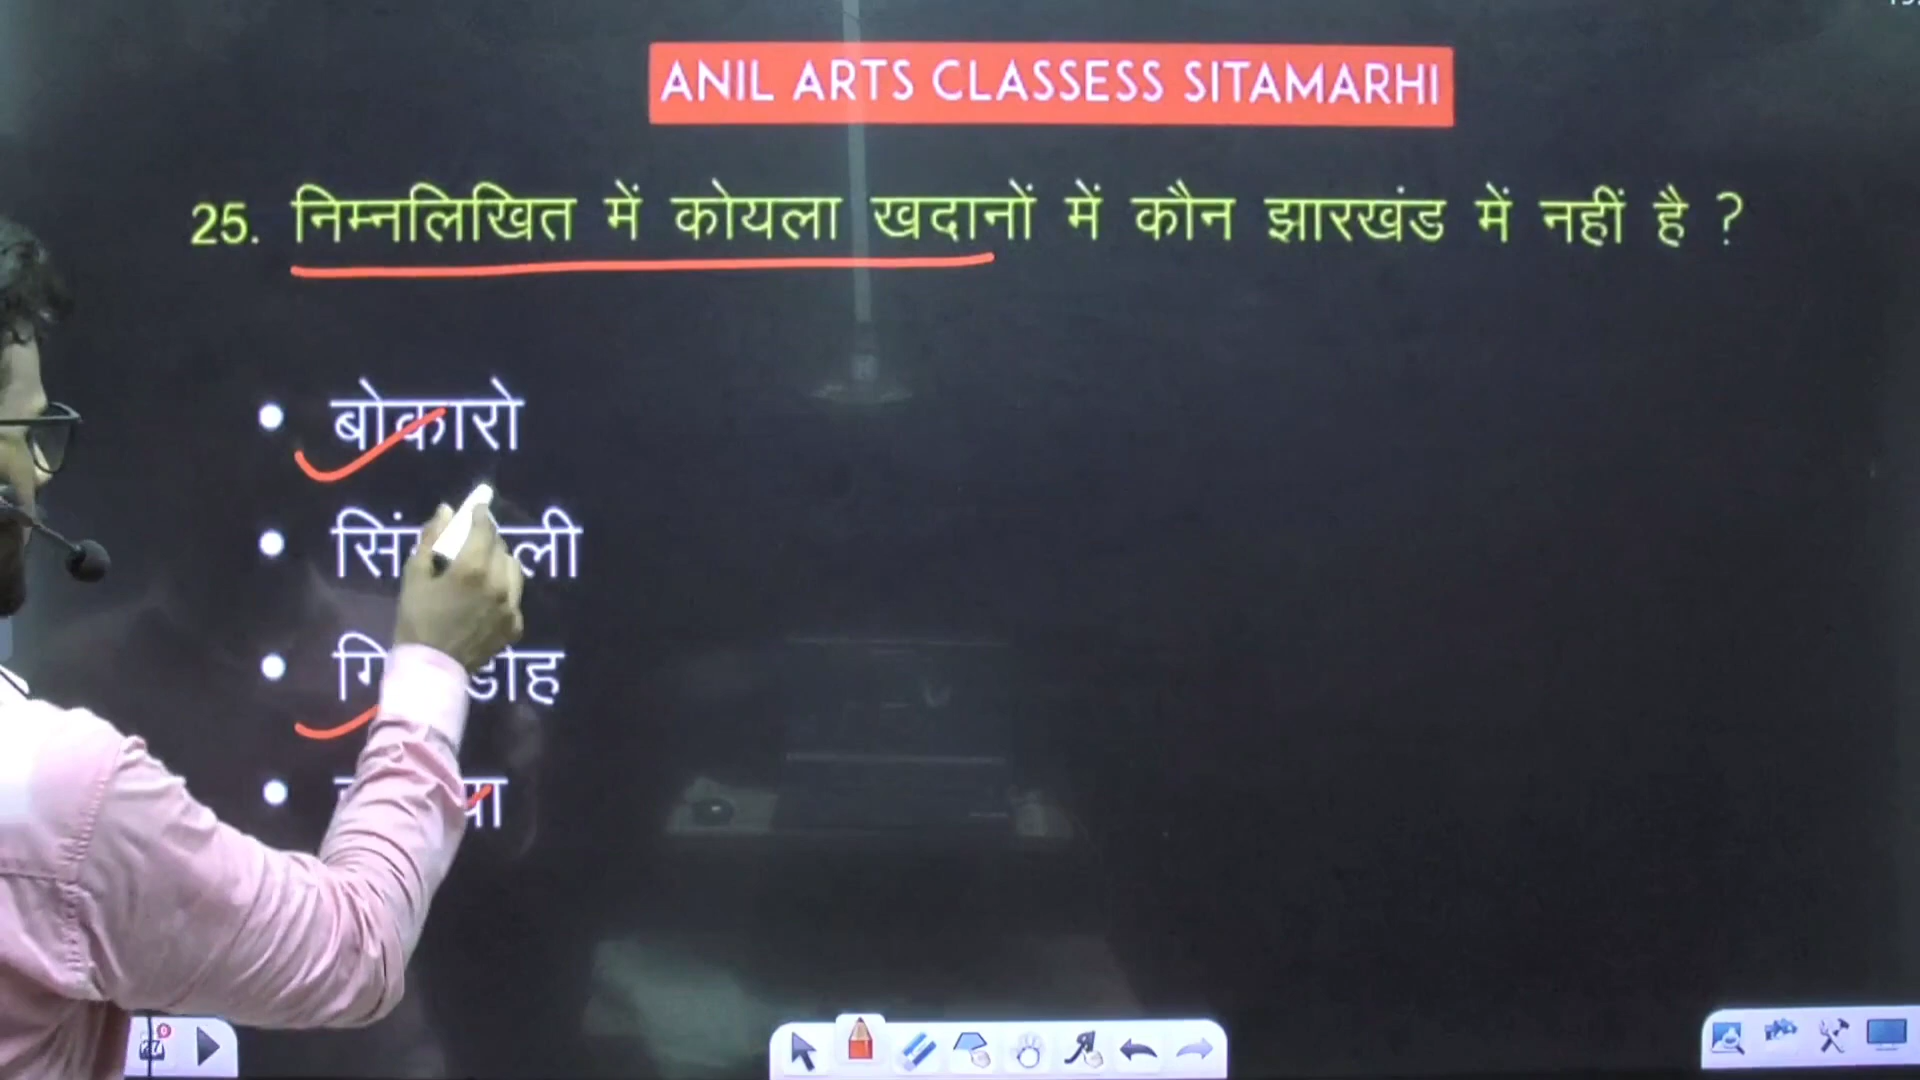 ANIL ARTS CLASSESS SITAMARHI
25. निम्नलिखित में कोयला खदानों में कौन झारखंड में नहीं है ?
• बोकारो